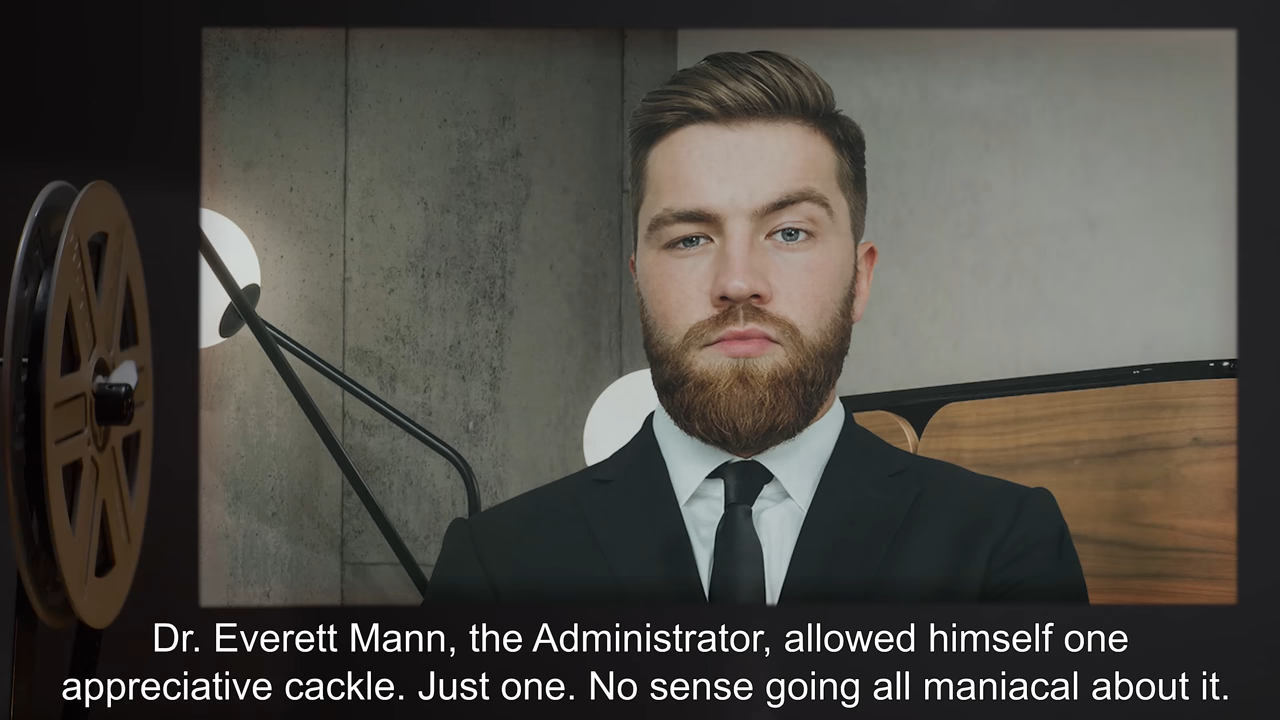 Dr. Everett Mann, the Administrator, allowed himself one
appreciative cackle. Just one. No sense going all maniacal about it.